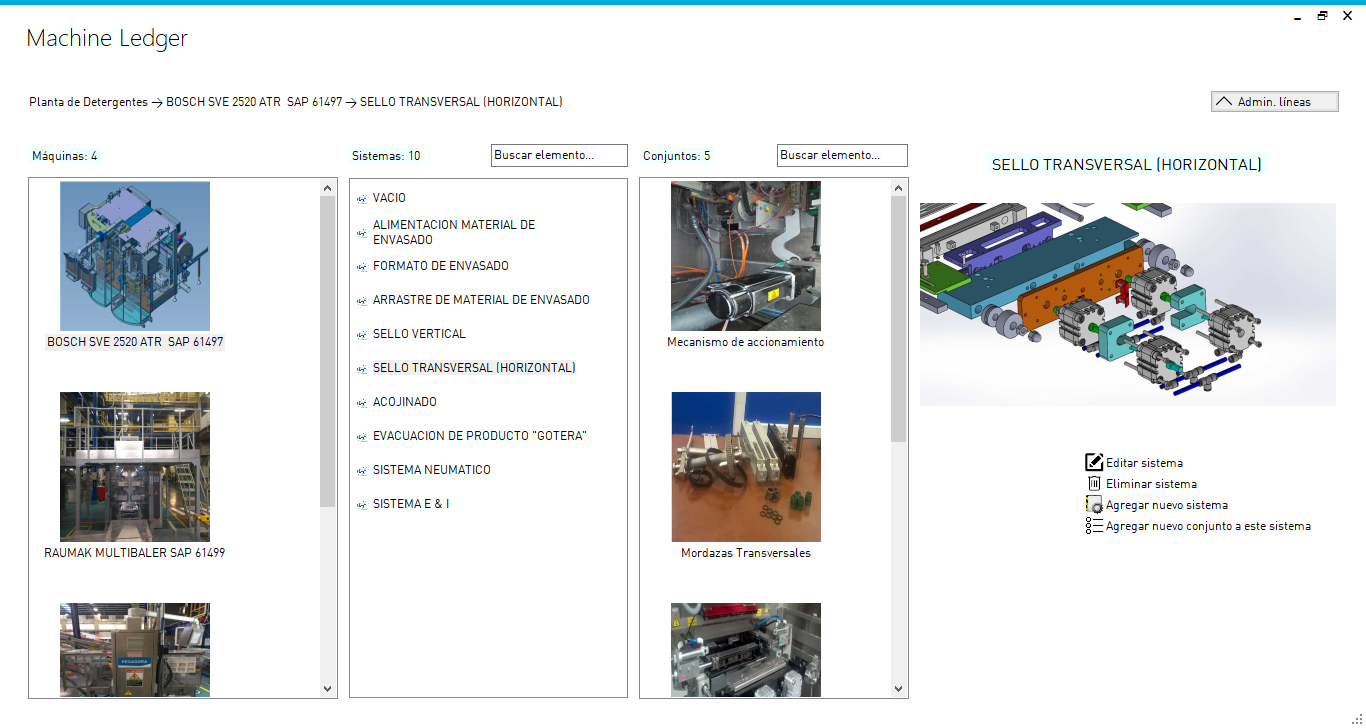 Machine Ledger
Planta de Detergentes → BOSCH SVE 2520 ATR  SAP 61497 → SELLO TRANSVERSAL (HORIZONTAL)
Admin. líneas
Máquinas: 4
BOSCH SVE 2520 ATR  SAP 61497
RAUMAK MULTIBALER SAP 61499
PEGADORA
Sistemas: 10
Buscar elemento...
VACIO
ALIMENTACION MATERIAL DE
ENVASADO
FORMATO DE ENVASADO
ARRASTRE DE MATERIAL DE ENVASADO
SELLO VERTICAL
SELLO TRANSVERSAL (HORIZONTAL)
ACOJINADO
EVACUACION DE PRODUCTO "GOTERA"
SISTEMA NEUMATICO
SISTEMA E & I
Conjuntos: 5
Buscar elemento...
Mecanismo de accionamiento
Mordazas Transversales
SELLO TRANSVERSAL (HORIZONTAL)
Editar sistema
Eliminar sistema
Agregar nuevo sistema
Agregar nuevo conjunto a este sistema